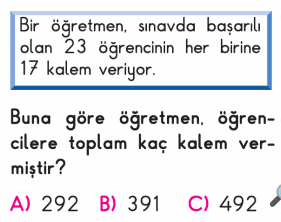 Bir öğretmen, sınavda başarılı
olan 23 öğrencinin her birine
17 kalem veriyor.
Buna göre öğretmen, öğren-
cilere toplam kaç kalem ver-
miştir?
A) 292 B) 391 C) 492